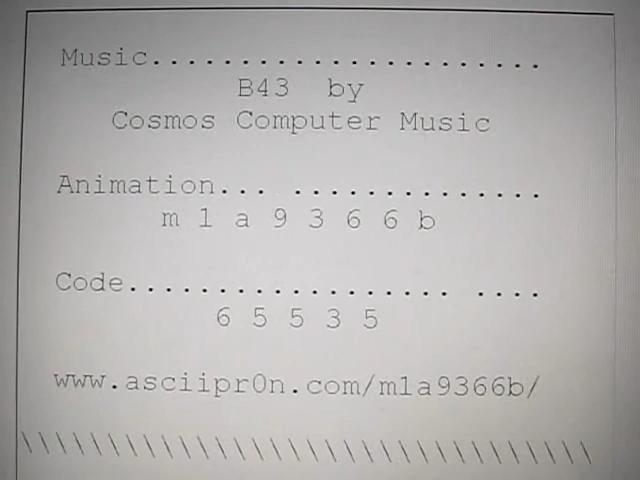 Music......................
B43 by
Cosmos Computer Music
Animation... ..............
m 1 a 9 3 6 6 b
Code.................. ....
6 5 5 3 5
www.asciipr0n.com/m1a9366b/
\\\\\\\\\\\\\\\\\\\\\\\\\\\\\\\\